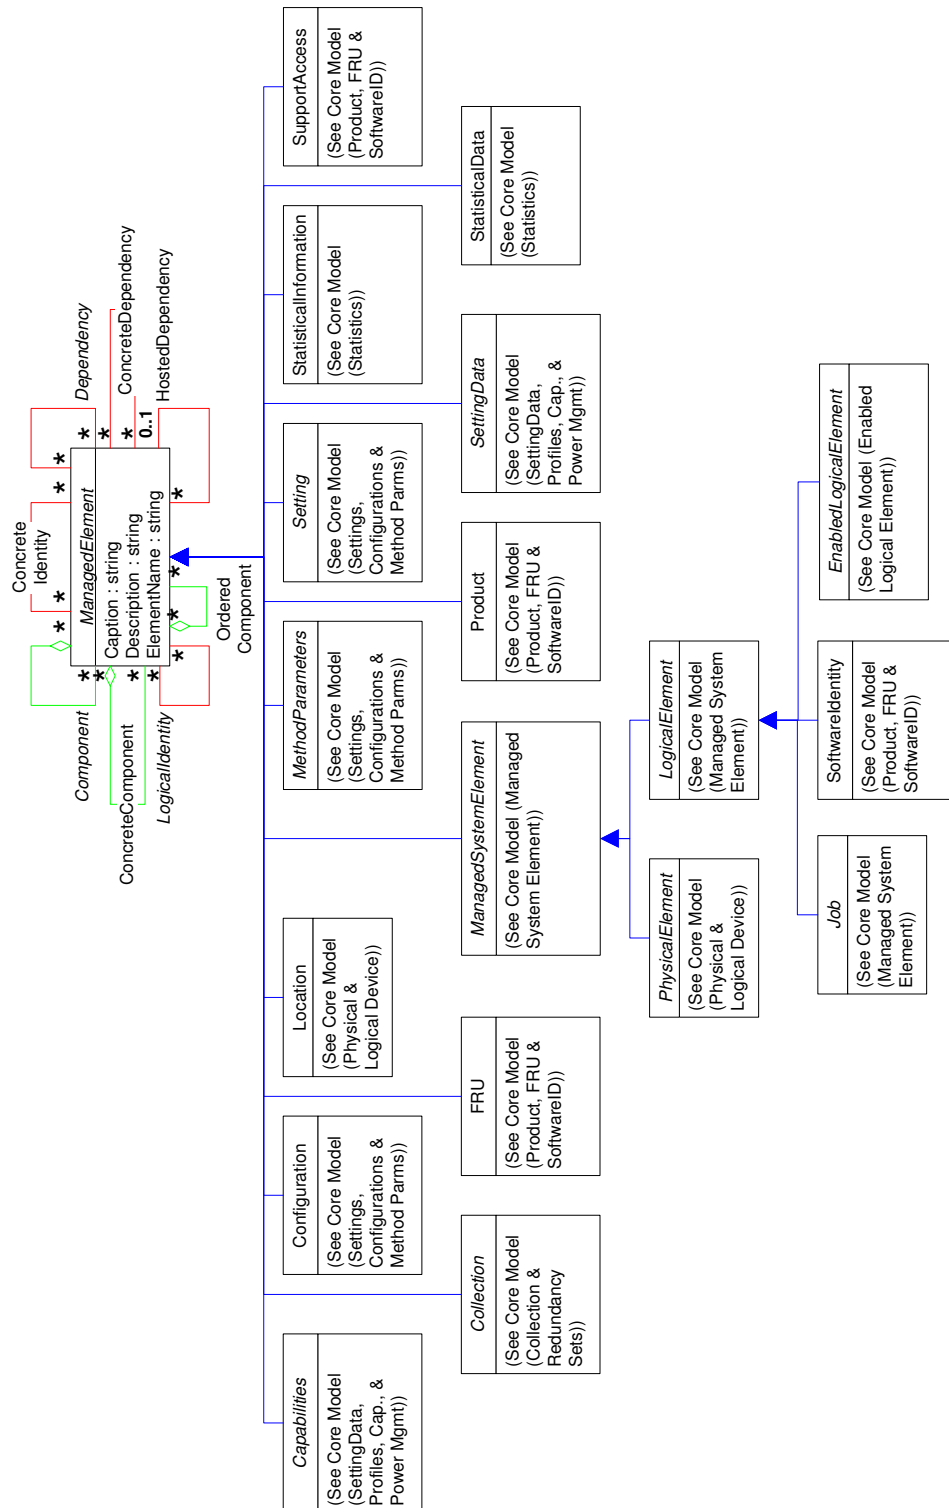 Concrete
Identity
Component
Dependency
*
*
*
*
*
ManagedElement
*
*
*
*
*
Caption : string
Description : string
ElementName : string
*
*
0..1
ConcreteComponent
ConcreteDependency
LogicalIdentity
HostedDependency
*
*
*
*
Ordered
Component
Capabilities
(See Core Model
(SettingData,
Profiles, Cap., &
Power Mgmt))
Configuration
(See Core Model
(Settings,
Configurations &
Method Parms))
Location
(See Core Model
(Physical &
Logical Device))
MethodParameters
(See Core Model
(Settings,
Configurations &
Method Parms))
Setting
(See Core Model
(Settings,
Configurations &
Method Parms))
StatisticalInformation
(See Core Model
(Statistics))
SupportAccess
(See Core Model
(Product, FRU &
SoftwareID))
Collection
(See Core Model
(Collection &
Redundancy
Sets))
FRU
(See Core Model
(Product, FRU &
SoftwareID))
ManagedSystemElement
(See Core Model (Managed
System Element))
Product
(See Core Model
(Product, FRU &
SoftwareID))
SettingData
(See Core Model
(SettingData,
Profiles, Cap., &
Power Mgmt))
StatisticalData
(See Core Model
(Statistics))
PhysicalElement
(See Core Model
(Physical &
Logical Device))
LogicalElement
(See Core Model
(Managed System
Element))
Job
(See Core Model
(Managed System
Element))
SoftwareIdentity
(See Core Model
(Product, FRU &
SoftwareID))
EnabledLogicalElement
(See Core Model (Enabled
Logical Element))